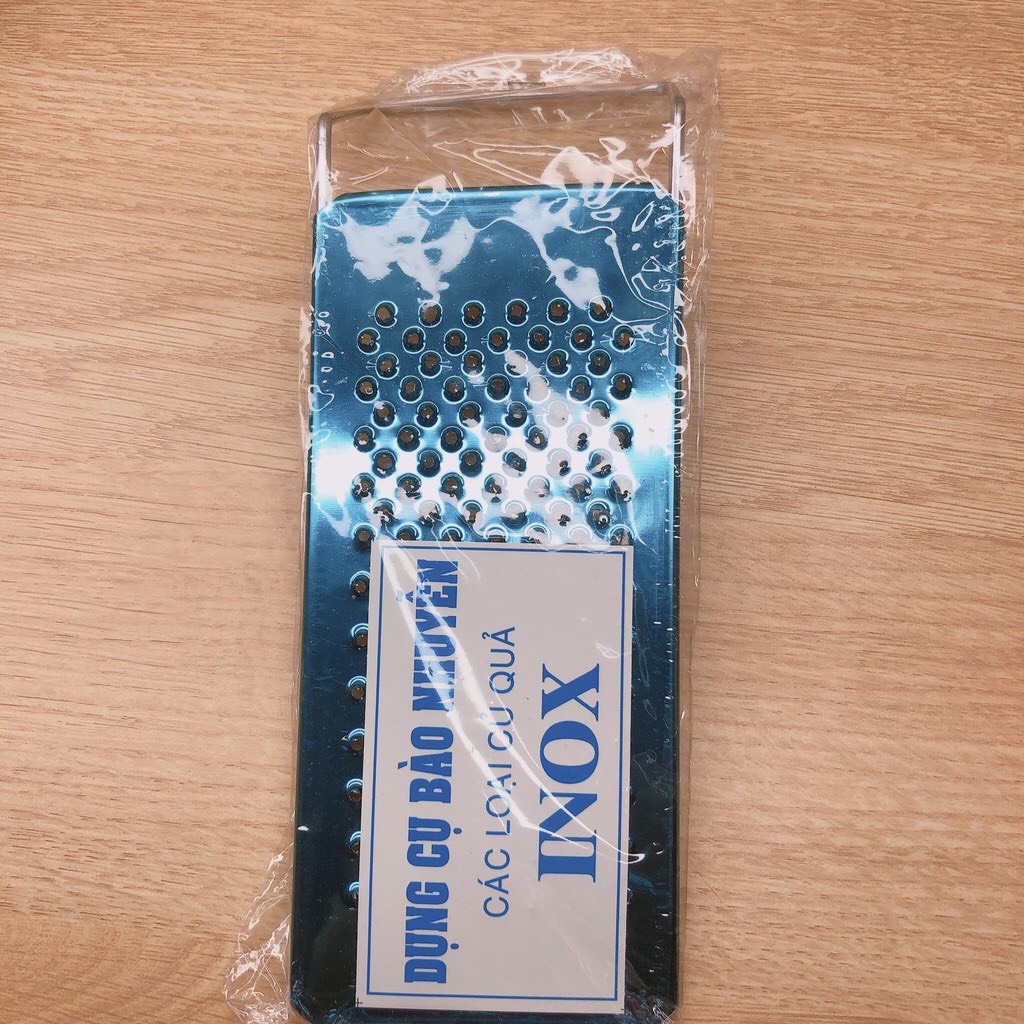 DỤNG CỤ BÀO NHUYỄN
CÁC LOẠI CỦ QUẢ
INOX